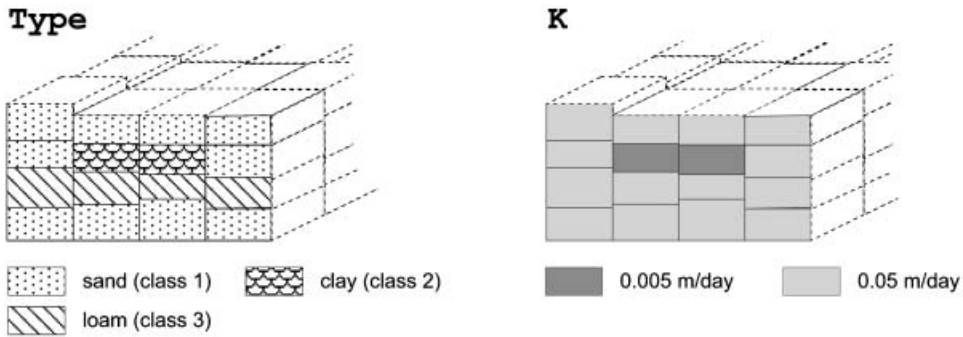 Type
K
sand (class 1)
clay (class 2)
0.005 m/day
0.05 m/day
loam (class 3)